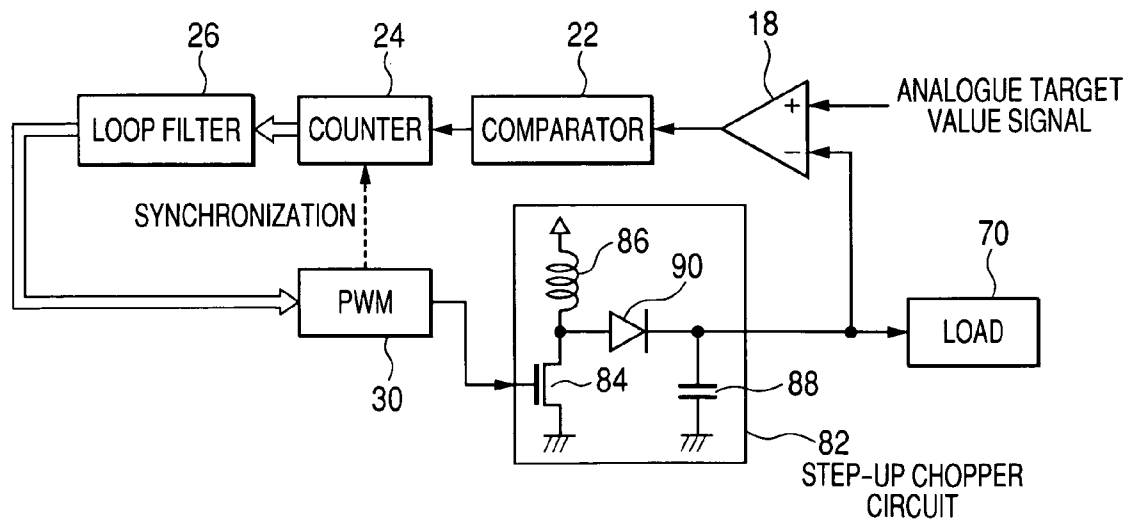 26
24
22
18
LOOP FILTER
COUNTER
COMPARATOR
+
−
ANALOGUE TARGET
VALUE SIGNAL
SYNCHRONIZATION
86
90
70
PWM
LOAD
30
84
88
82
STEP-UP CHOPPER
CIRCUIT